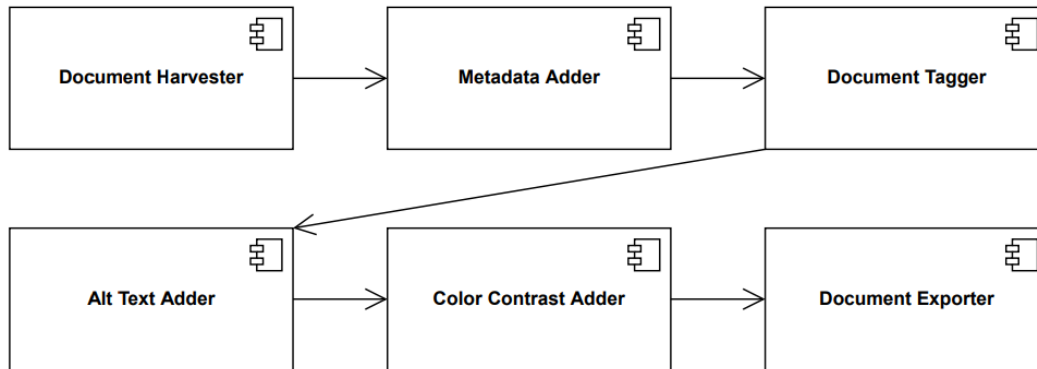 Document Harvester
Metadata Adder
Document Tagger
Alt Text Adder
Color Contrast Adder
Document Exporter